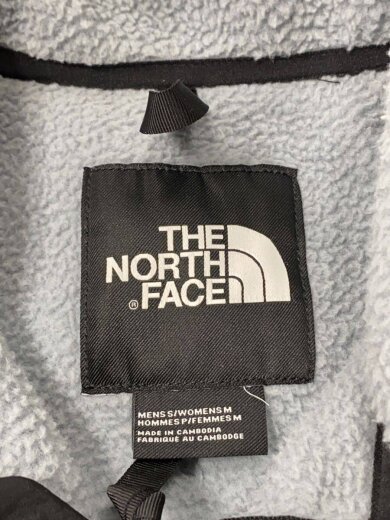 THE
NORTH
FACE
®
MENS S/WOMENS M
HOMMES P/FEMMES M
MADE IN CAMBODIA
FABRIQUÉ AU CAMBODGE